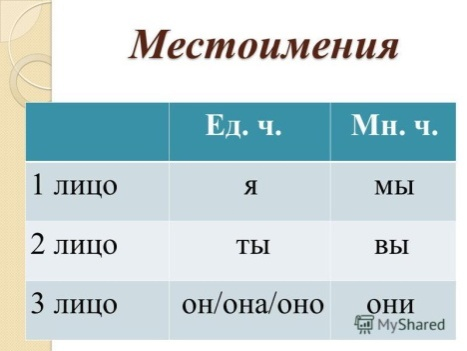 Местоимения
Ед. ч. Мн. ч.
1 лицо я мы
2 лицо ты вы
3 лицо он/она/оно они
MyShared